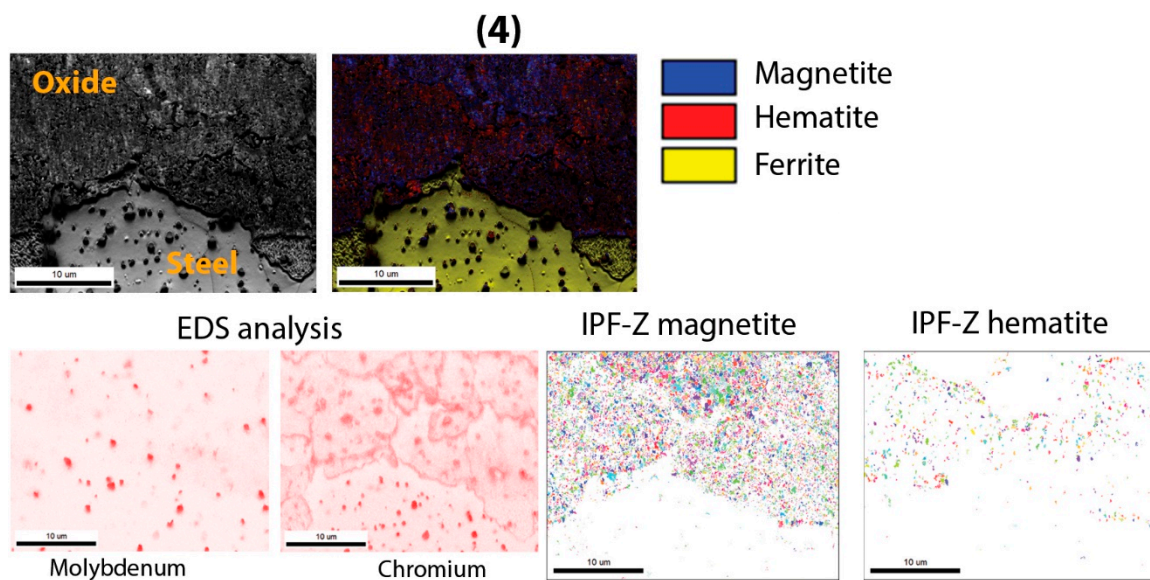 (4)
Oxide
Steel
10 um
10 um
Magnetite
Hematite
Ferrite
EDS analysis
IPF-Z magnetite
IPF-Z hematite
10 um
10 um
10 um
10 um
Molybdenum
Chromium